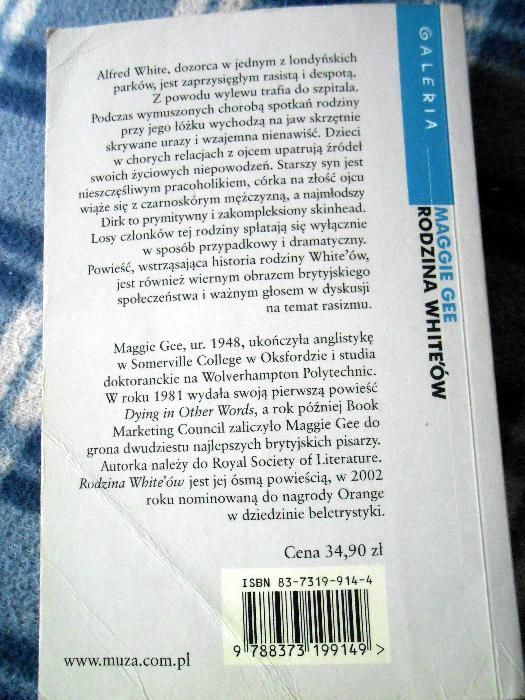 Alfred White, dozorca w jednym z londyńskich
parków, jest zaprzysięgłym rasistą i despotą.
Z powodu wylewu trafia do szpitala.
Podczas wymuszonych chorobą spotkań rodziny
przy jego łóżku wychodzą na jaw skrzętnie
skrywane urazy i wzajemna nienawiść. Dzieci
w chorych relacjach z ojcem upatrują źródeł
swoich życiowych niepowodzeń. Starszy syn jest
nieszczęśliwym pracoholikiem, córka na złość ojcu
wiąże się z czarnoskórym mężczyzną, a najmłodszy
Dirk to prymitywny i zakompleksiony skinhead.
Losy członków tej rodziny splatają się wyłącznie
w sposób przypadkowy i dramatyczny.
Powieść, wstrząsająca historia rodziny White'ów,
jest również wiernym obrazem brytyjskiego
społeczeństwa i ważnym głosem w dyskusji
na temat rasizmu.
Maggie Gee, ur. 1948, ukończyła anglistykę
w Somerville College w Oksfordzie i studia
doktoranckie na Wolverhampton Polytechnic.
W roku 1981 wydała swoją pierwszą powieść
Dying in Other Words, a rok później Book
Marketing Council zaliczyło Maggie Gee do
grona dwudziestu najlepszych brytyjskich pisarzy.
Autorka należy do Royal Society of Literature.
Rodzina White'ów jest jej ósmą powieścią, w 2002
roku nominowaną do nagrody Orange
w dziedzinie beletrystyki.
Cena 34,90 zł
ISBN 83-7319-914-4
9 788373 199149 >
www.muza.com.pl
GALERIA
MAGGIE GEE
RODZINA WHITE'ÓW